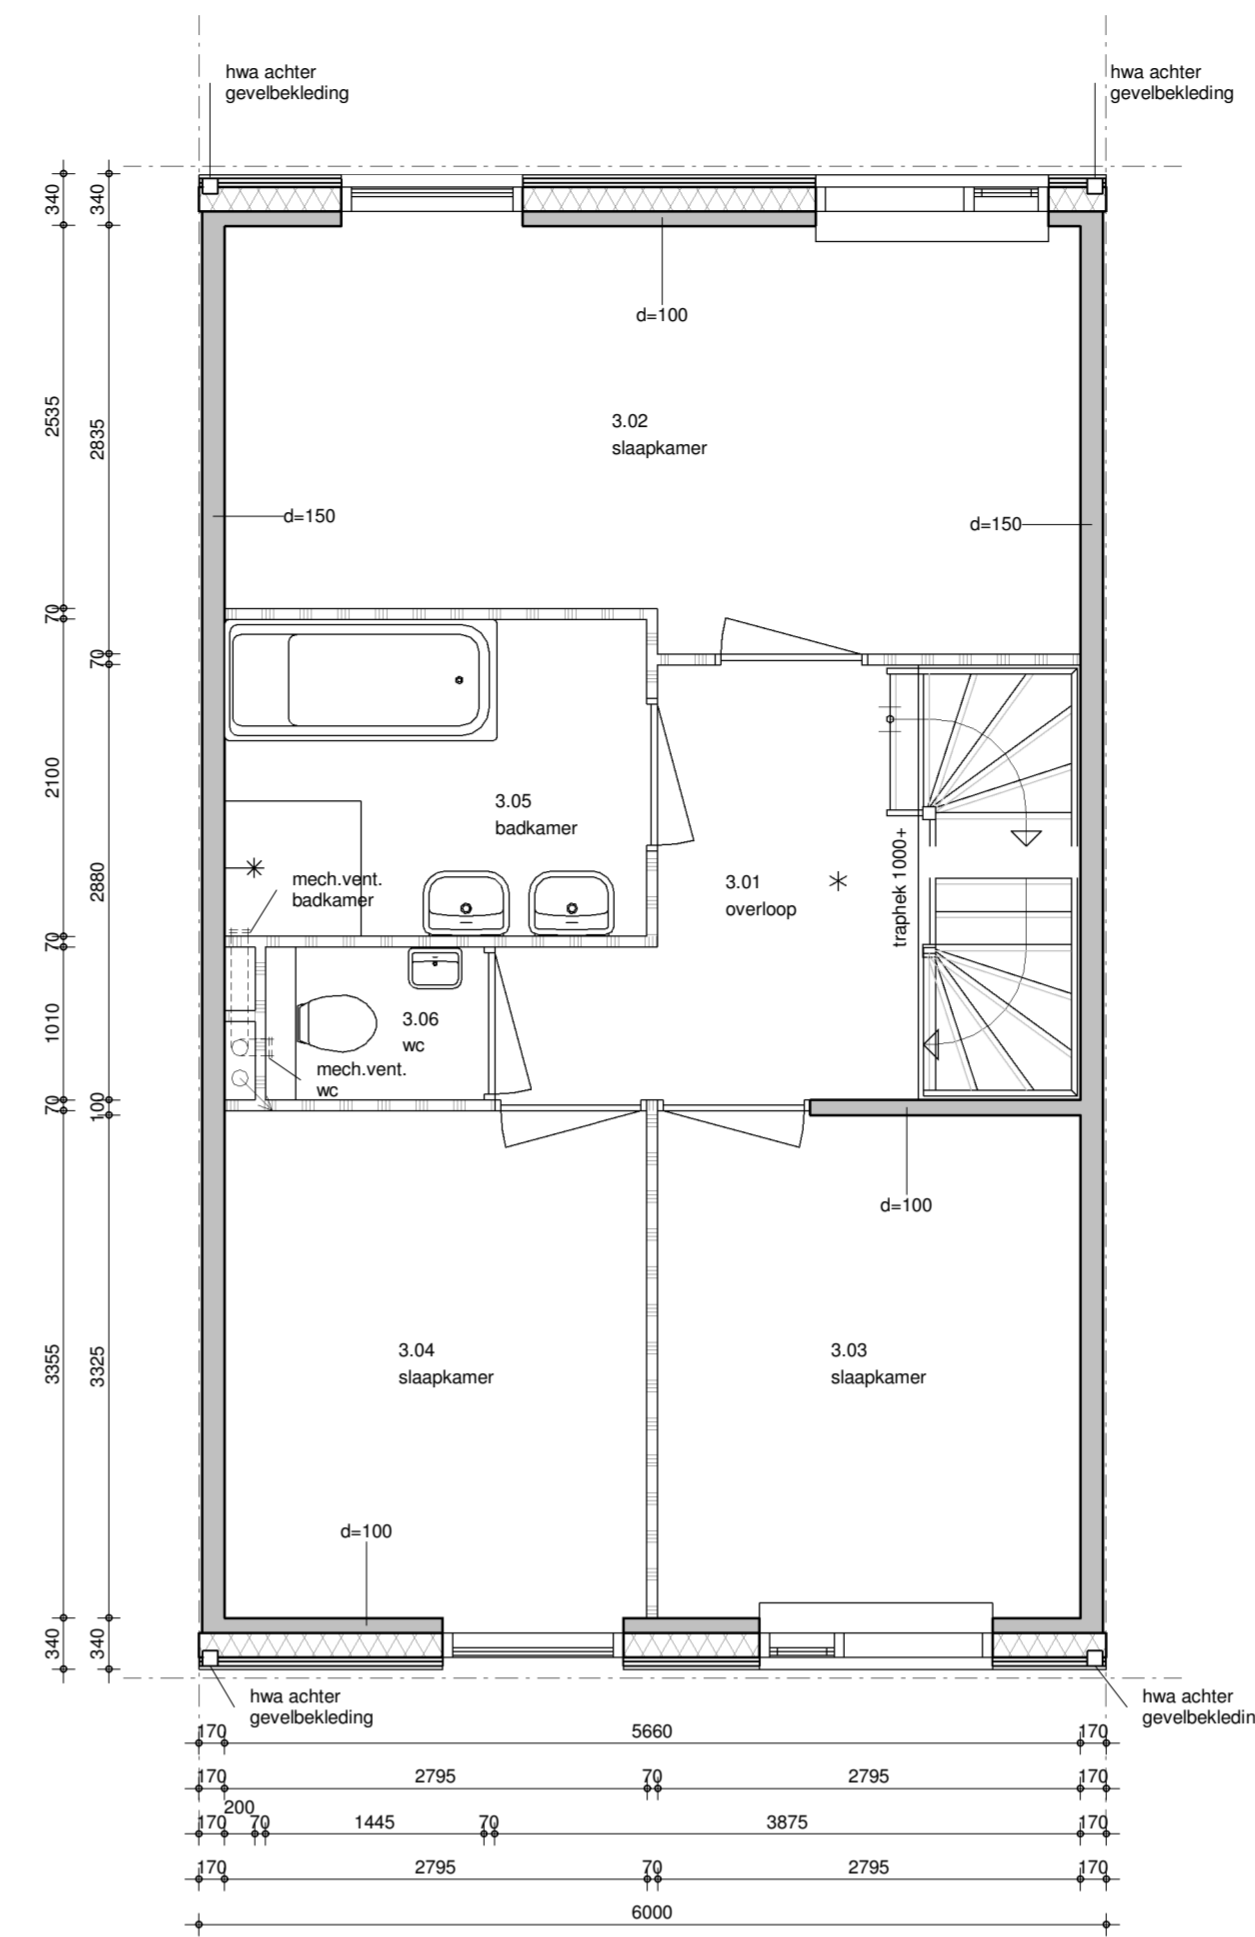 hwa achter
gevelbekleding
hwa achter
gevelbekleding
340
340
d=100
2535
2835
3.02
slaapkamer
d=150
d=150
70
70
2100
2880
3.05
badkamer
mech.vent.
badkamer
3.01
overloop
traphek 1000+
70
1010
3.06
wc
mech.vent.
wc
70
100
d=100
3355
3325
3.04
slaapkamer
3.03
slaapkamer
d=100
340
340
hwa achter
gevelbekleding
hwa achter
gevelbekledin
170 5660 170
170 2795 70 2795 170
200
170 70 1445 70 3875 170
170 2795 70 2795 170
6000